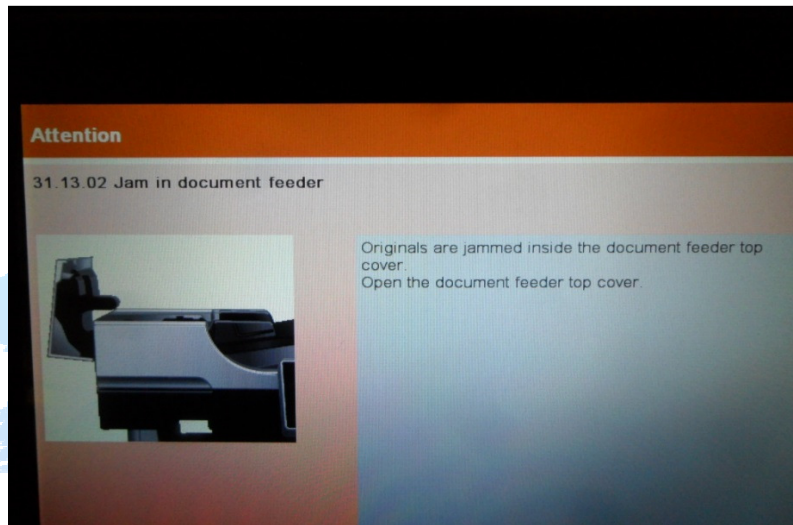 Attention
31.13.02 Jam in document feeder
Originals are jammed inside the document feeder top
cover.
Open the document feeder top cover.